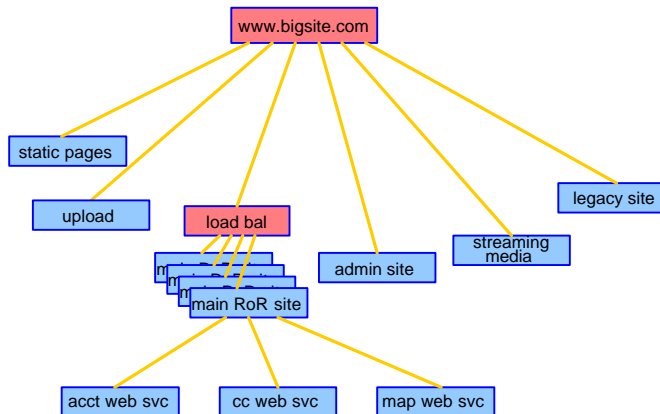 www.bigsite.com
static pages
legacy site
upload
load bal
streaming
media
admin site
main RoR site
acct web svc
cc web svc
map web svc